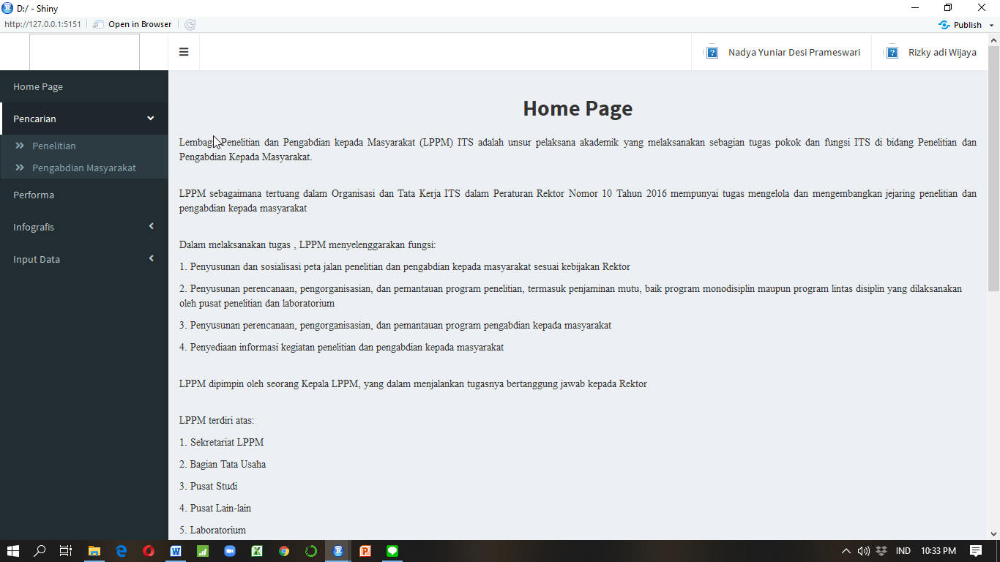 D:/ - Shiny
http://127.0.0.1:5151
Open in Browser
Publish
Nadya Yuniar Desi Prameswari
Rizky adi Wijaya
Home Page
Pencarian
Penelitian
Pengabdian Masyarakat
Performa
Infografis
Input Data
Home Page
Lembaga Penelitian dan Pengabdian kepada Masyarakat (LPPM) ITS adalah unsur pelaksana akademik yang melaksanakan sebagian tugas pokok dan fungsi ITS di bidang Penelitian dan
Pengabdian Kepada Masyarakat.
LPPM sebagaimana tertuang dalam Organisasi dan Tata Kerja ITS dalam Peraturan Rektor Nomor 10 Tahun 2016 mempunyai tugas mengelola dan mengembangkan jejaring penelitian dan
pengabdian kepada masyarakat
Dalam melaksanakan tugas , LPPM menyelenggarakan fungsi:
1. Penyusunan dan sosialisasi peta jalan penelitian dan pengabdian kepada masyarakat sesuai kebijakan Rektor
2. Penyusunan perencanaan, pengorganisasian, dan pemantauan program penelitian, termasuk penjaminan mutu, baik program monodisiplin maupun program lintas disiplin yang dilaksanakan
oleh pusat penelitian dan laboratorium
3. Penyusunan perencanaan, pengorganisasian, dan pemantauan program pengabdian kepada masyarakat
4. Penyediaan informasi kegiatan penelitian dan pengabdian kepada masyarakat
LPPM dipimpin oleh seorang Kepala LPPM, yang dalam menjalankan tugasnya bertanggung jawab kepada Rektor
LPPM terdiri atas:
1. Sekretariat LPPM
2. Bagian Tata Usaha
3. Pusat Studi
4. Pusat Lain-lain
5. Laboratorium
IND
10:33 PM